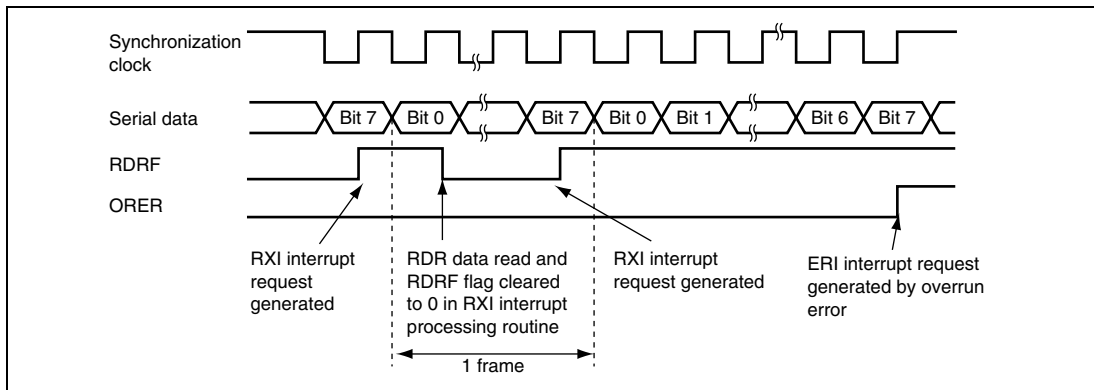 Synchronization
clock
Serial data
Bit 7 Bit 0 Bit 7 Bit 0 Bit 1 Bit 6 Bit 7
RDRF
ORER
RXI interrupt
request
generated
RDR data read and
RDRF flag cleared
to 0 in RXI interrupt
processing routine
RXI interrupt
request generated
ERI interrupt request
generated by overrun
error
1 frame